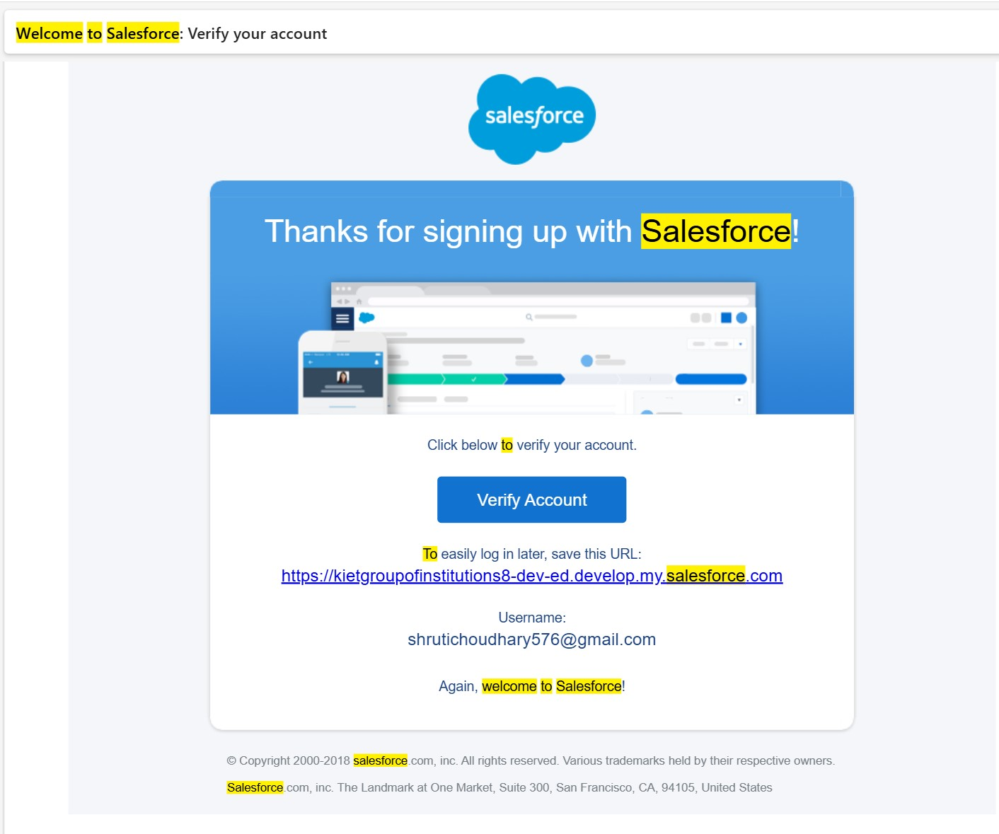 Welcome to Salesforce: Verify your account
salesforce
Thanks for signing up with Salesforce!
Click below to verify your account.
Verify Account
To easily log in later, save this URL:
https://kietgroupofinstitutions8-dev-ed.develop.my.salesforce.com
Username:
shrutichoudhary576@gmail.com
Again, welcome to Salesforce!
© Copyright 2000-2018 salesforce.com, inc. All rights reserved. Various trademarks held by their respective owners.
Salesforce.com, inc. The Landmark at One Market, Suite 300, San Francisco, CA, 94105, United States